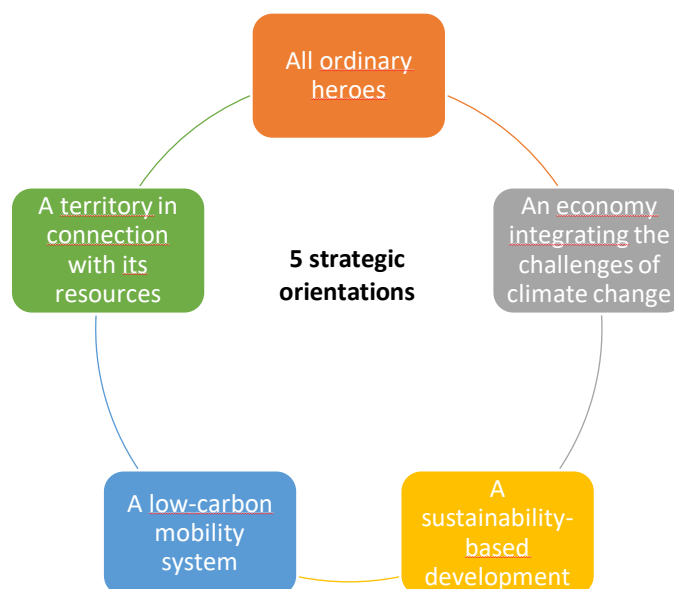 All ordinary
heroes
A territory in
connection
with its
resources
An economy
integrating the
challenges of
climate change
5 strategic
orientations
A low-carbon
mobility
system
A
sustainability-
based
development